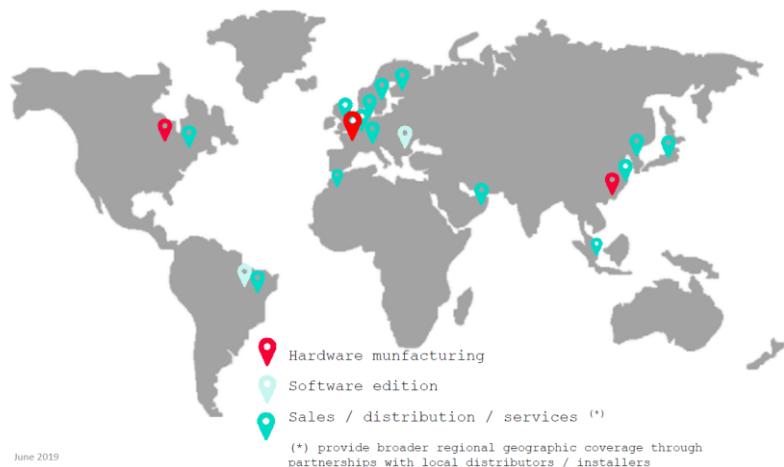 Hardware munfacturing
Software edition
Sales / distribution / services (*)
(*) provide broader regional geographic coverage through
partnerships with local distributors / installers
June 2019